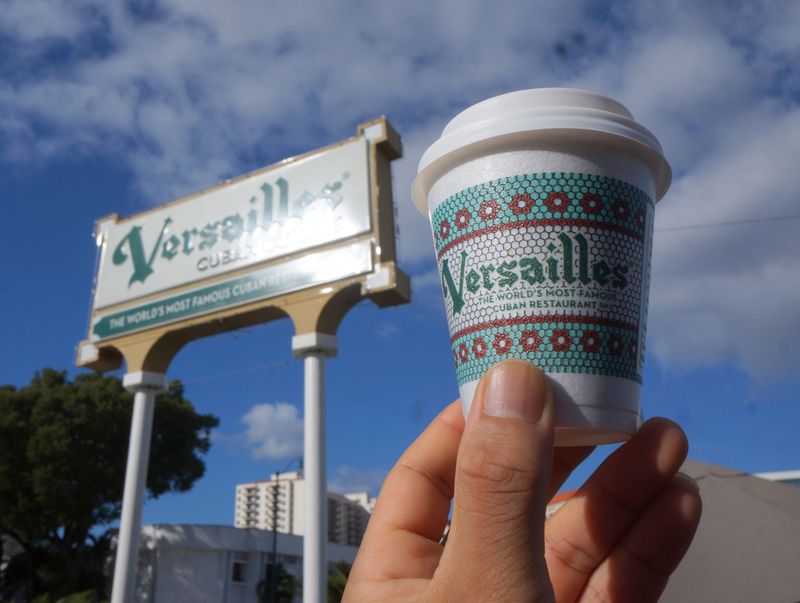 Versailles
CUBAN CUISINE
THE WORLD'S MOST FAMOUS CUBAN RESTAURANT
Versailles
THE WORLD'S MOST FAMOUS
CUBAN RESTAURANT